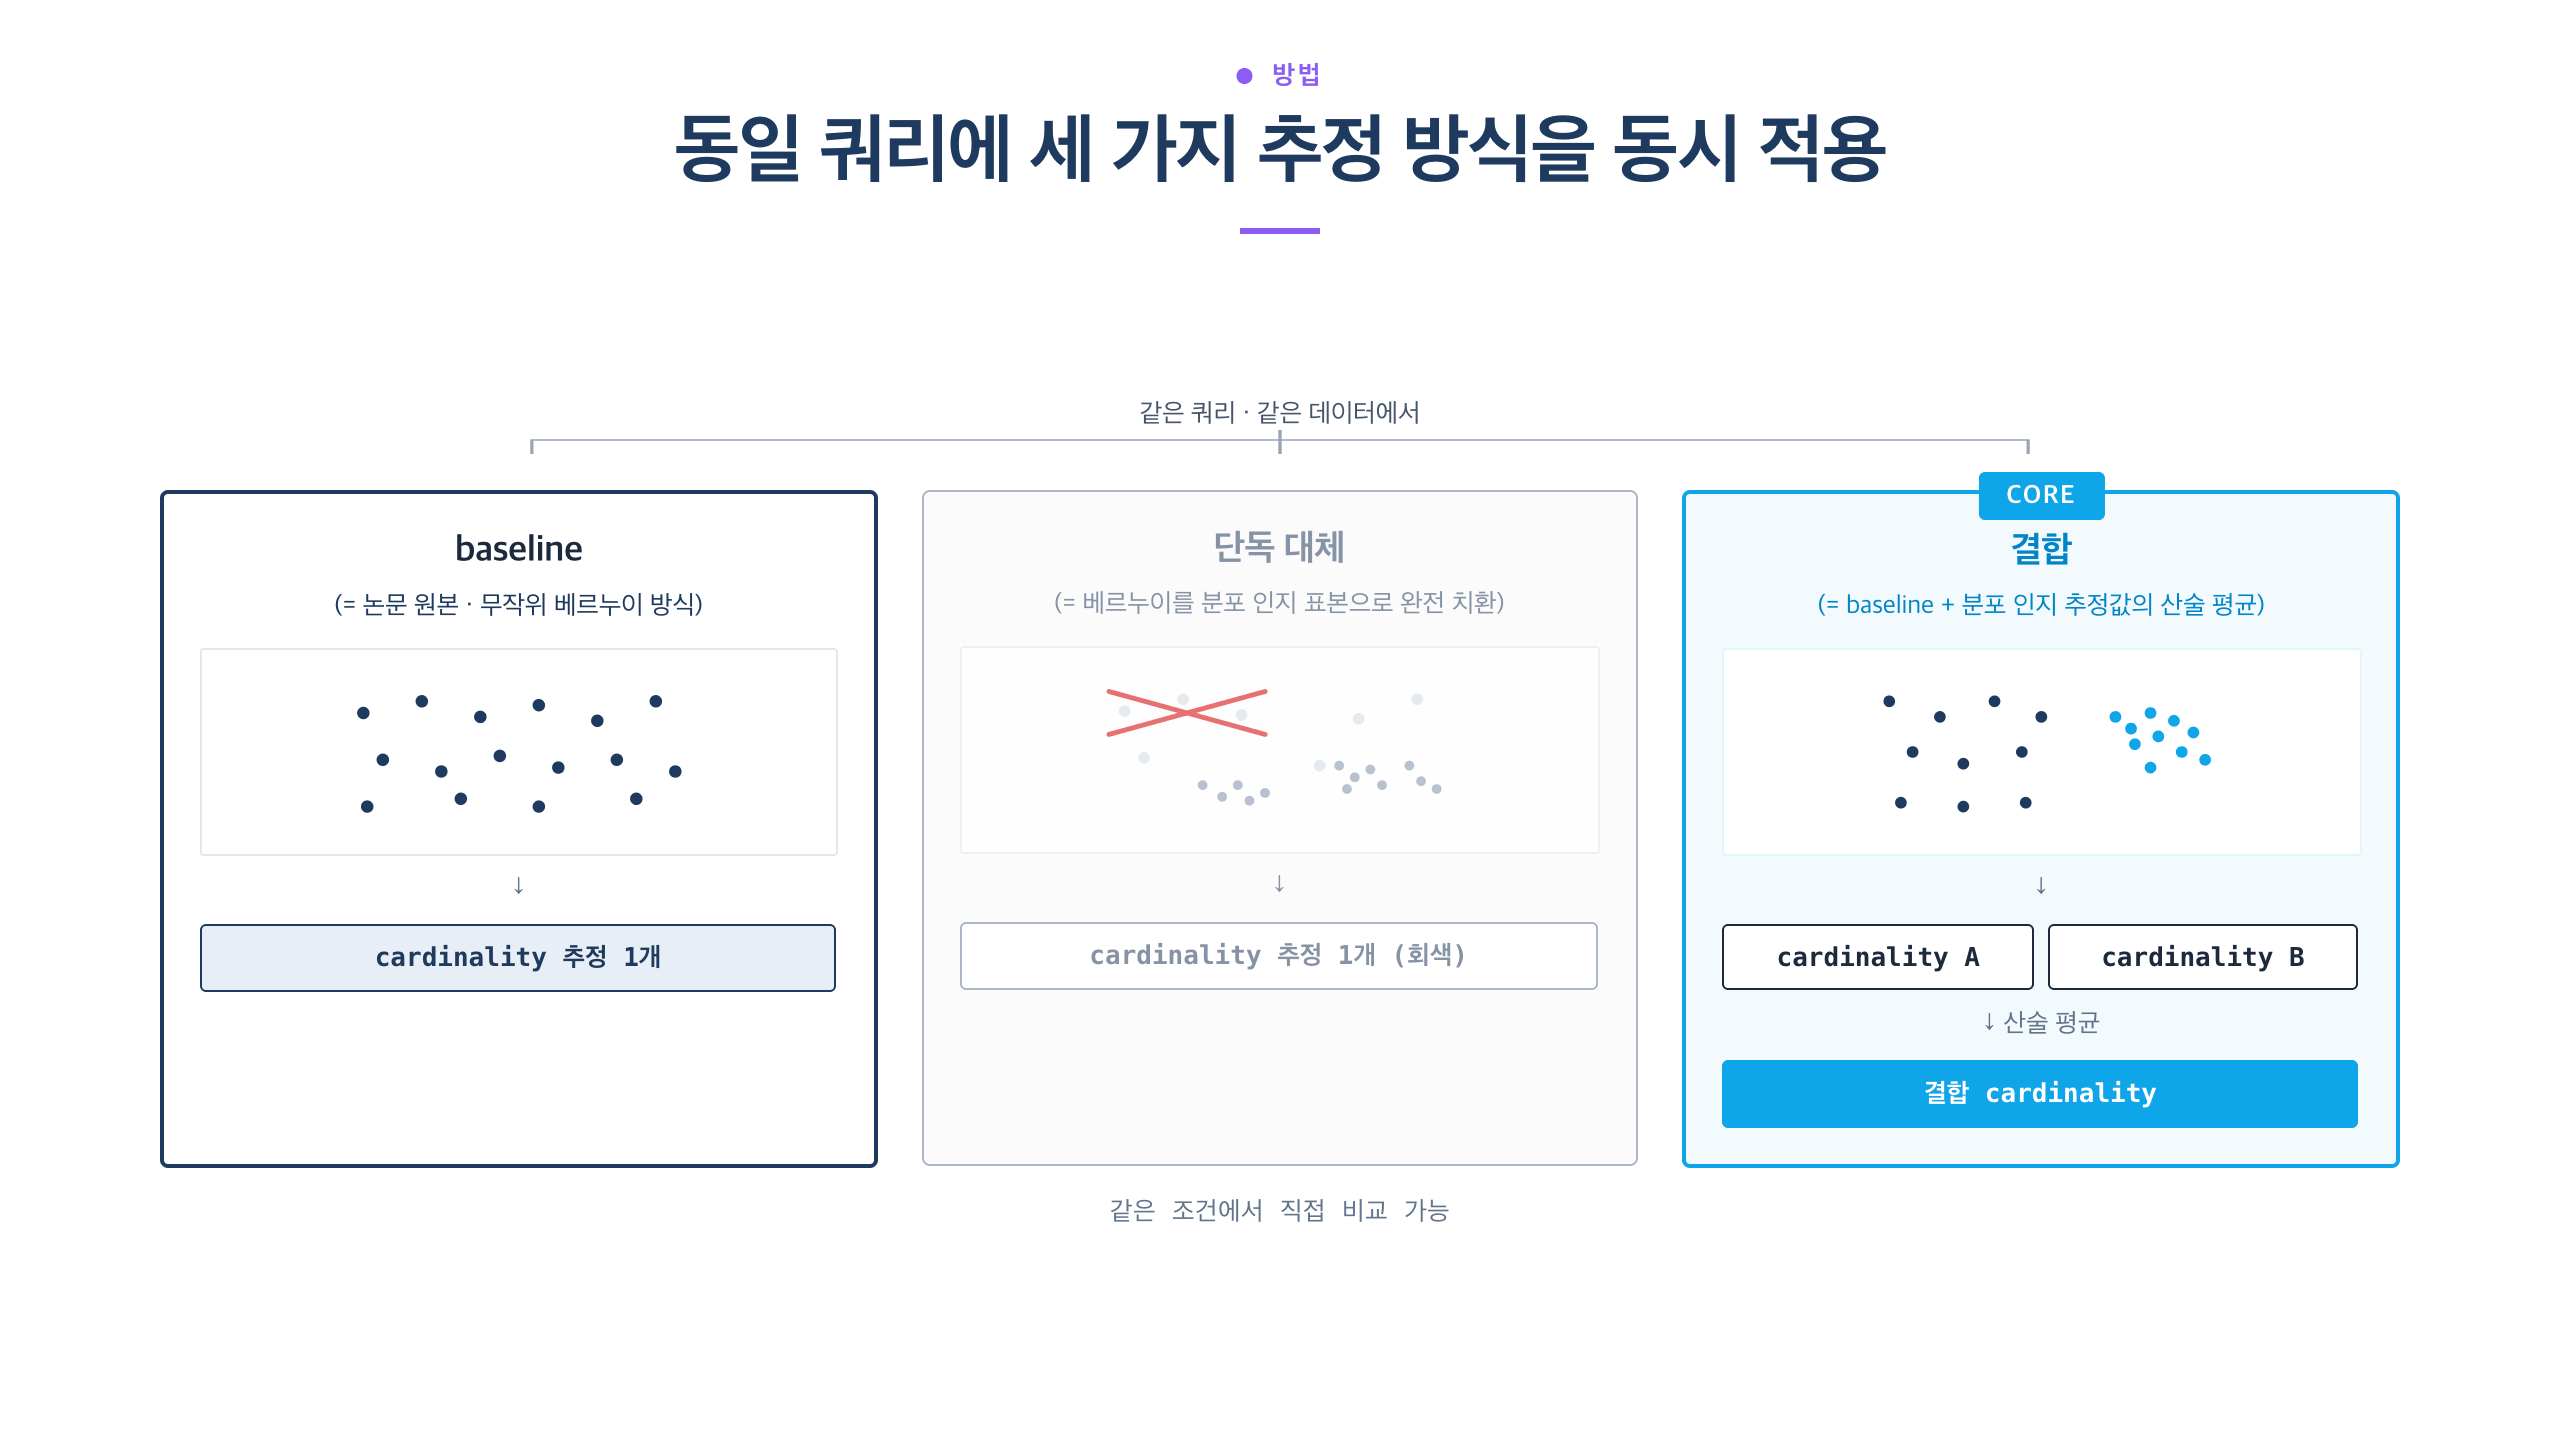 ● 방법
동일 쿼리에 세 가지 추정 방식을 동시 적용
같은 쿼리 · 같은 데이터에서
baseline
(= 논문 원본 · 무작위 베르누이 방식)
↓
cardinality 추정 1개
단독 대체
(= 베르누이를 분포 인지 표본으로 완전 치환)
↓
cardinality 추정 1개 (회색)
CORE
결합
(= baseline + 분포 인지 추정값의 산술 평균)
↓
cardinality A
cardinality B
↓ 산술 평균
결합 cardinality
같은 조건에서 직접 비교 가능